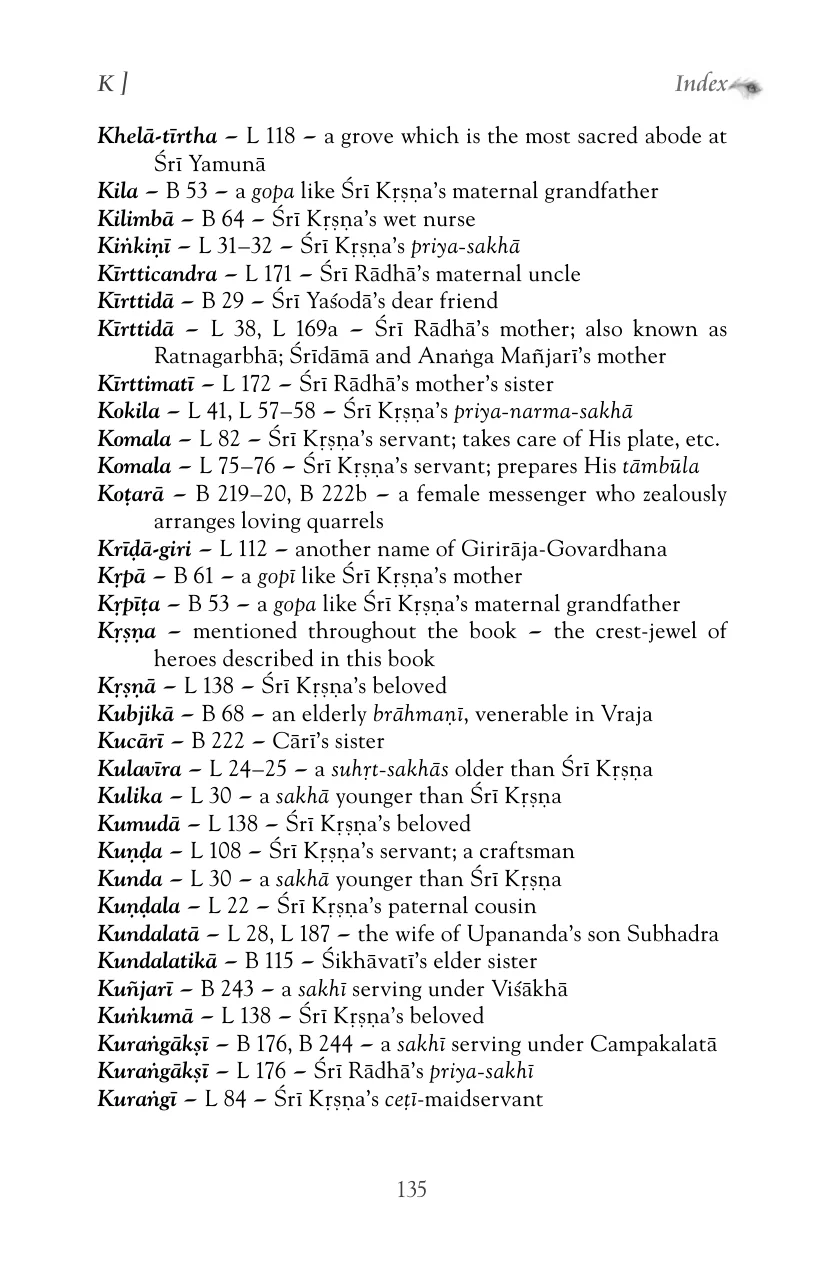 K ]
Index
Khelā-tīrtha – L 118 – a grove which is the most sacred abode at
Śrī Yamunā
Kila – B 53 – a gopa like Śrī Kṛṣṇa’s maternal grandfather
Kilimbā – B 64 – Śrī Kṛṣṇa’s wet nurse
Kiṅkiṇī – L 31–32 – Śrī Kṛṣṇa’s priya-sakhā
Kīrtticandra – L 171 – Śrī Rādhā’s maternal uncle
Kīrttidā – B 29 – Śrī Yaśodā’s dear friend
Kīrttidā – L 38, L 169a – Śrī Rādhā’s mother; also known as
Ratnagarbhā; Śrīdāmā and Anaṅga Mañjarī’s mother
Kīrttimatī – L 172 – Śrī Rādhā’s mother’s sister
Kokila – L 41, L 57–58 – Śrī Kṛṣṇa’s priya-narma-sakhā
Komala – L 82 – Śrī Kṛṣṇa’s servant; takes care of His plate, etc.
Komala – L 75–76 – Śrī Kṛṣṇa’s servant; prepares His tāmbūla
Koṭarā – B 219–20, B 222b – a female messenger who zealously
arranges loving quarrels
Krīḍā-giri – L 112 – another name of Girirāja-Govardhana
Kṛpā – B 61 – a gopī like Śrī Kṛṣṇa’s mother
Kṛpīṭa – B 53 – a gopa like Śrī Kṛṣṇa’s maternal grandfather
Kṛṣṇa – mentioned throughout the book – the crest-jewel of
heroes described in this book
Kṛṣṇā – L 138 – Śrī Kṛṣṇa’s beloved
Kubjikā – B 68 – an elderly brāhmaṇī, venerable in Vraja
Kucārī – B 222 – Cārī’s sister
Kulavīra – L 24–25 – a suhṛt-sakhās older than Śrī Kṛṣṇa
Kulika – L 30 – a sakhā younger than Śrī Kṛṣṇa
Kumudā – L 138 – Śrī Kṛṣṇa’s beloved
Kuṇḍa – L 108 – Śrī Kṛṣṇa’s servant; a craftsman
Kunda – L 30 – a sakhā younger than Śrī Kṛṣṇa
Kuṇḍala – L 22 – Śrī Kṛṣṇa’s paternal cousin
Kundalatā – L 28, L 187 – the wife of Upananda’s son Subhadra
Kundalatikā – B 115 – Śikhāvatī’s elder sister
Kuñjarī – B 243 – a sakhī serving under Viśākhā
Kuṅkumā – L 138 – Śrī Kṛṣṇa’s beloved
Kuraṅgākṣī – B 176, B 244 – a sakhī serving under Campakalatā
Kuraṅgākṣī – L 176 – Śrī Rādhā’s priya-sakhī
Kuraṅgī – L 84 – Śrī Kṛṣṇa’s ceṭī-maidservant
135